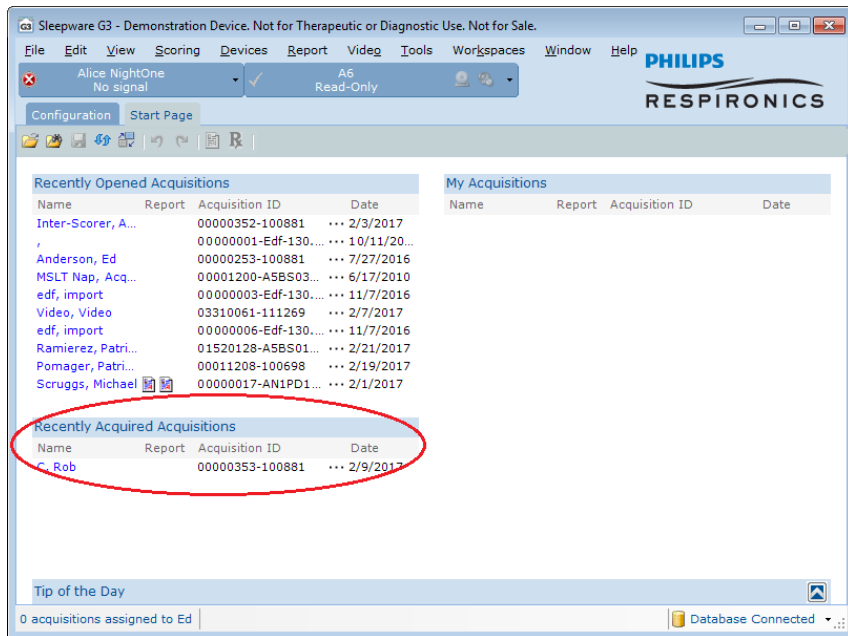 G3 Sleepware G3 - Demonstration Device. Not for Therapeutic or Diagnostic Use. Not for Sale.
File Edit View Scoring Devices Report Video Tools Workspaces Window Help
PHILIPS
RESPIRONICS
Alice NightOne
No signal
A6
Read-Only
Configuration Start Page
Recently Opened Acquisitions
Name Report Acquisition ID Date
Inter-Scorer, A... 00000352-100881 ... 2/3/2017
, 00000001-Edf-130.... ... 10/11/20...
Anderson, Ed 00000253-100881 ... 7/27/2016
MSLT Nap, Acq... 00001200-A5BS03... ... 6/17/2010
edf, import 00000003-Edf-130.... ... 11/7/2016
Video, Video 03310061-111269 ... 2/7/2017
edf, import 00000006-Edf-130.... ... 11/7/2016
Ramierez, Patri... 01520128-A5BS01... ... 2/21/2017
Pomager, Patri... 00011208-100698 ... 2/19/2017
Scruggs, Michael 00000017-AN1PD1... ... 2/1/2017
My Acquisitions
Name Report Acquisition ID Date
Recently Acquired Acquisitions
Name Report Acquisition ID Date
C, Rob 00000353-100881 ... 2/9/2017
Tip of the Day
0 acquisitions assigned to Ed
Database Connected